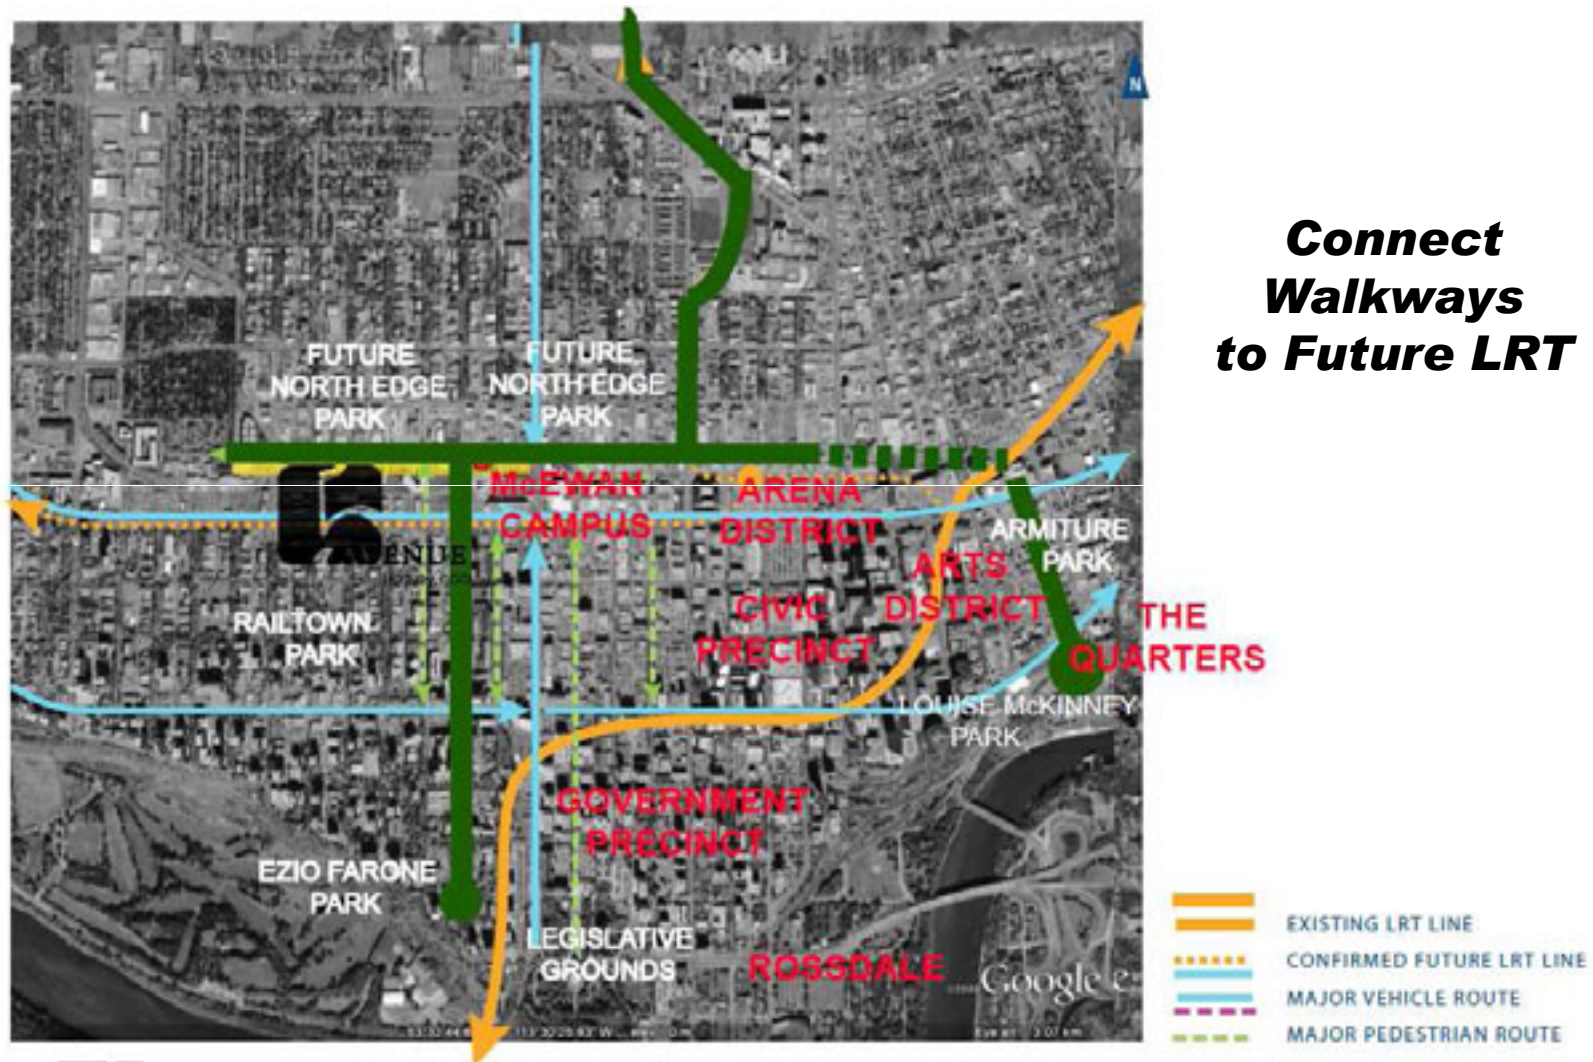 Connect
Walkways
to Future LRT
N
FUTURE
NORTH EDGE
PARK
FUTURE
NORTH EDGE
PARK
McEWAN
CAMPUS
ARENA
DISTRICT
ARMITURE
PARK
AVENUE
ARTS
DISTRICT
CIVIC
PRECINCT
RAILTOWN
PARK
THE
QUARTERS
LOUISE McKINNEY
PARK
GOVERNMENT
PRECINCT
EZIO FARONE
PARK
LEGISLATIVE
GROUNDS
ROSSDALE
Google
EXISTING LRT LINE
CONFIRMED FUTURE LRT LINE
MAJOR VEHICLE ROUTE
MAJOR PEDESTRIAN ROUTE